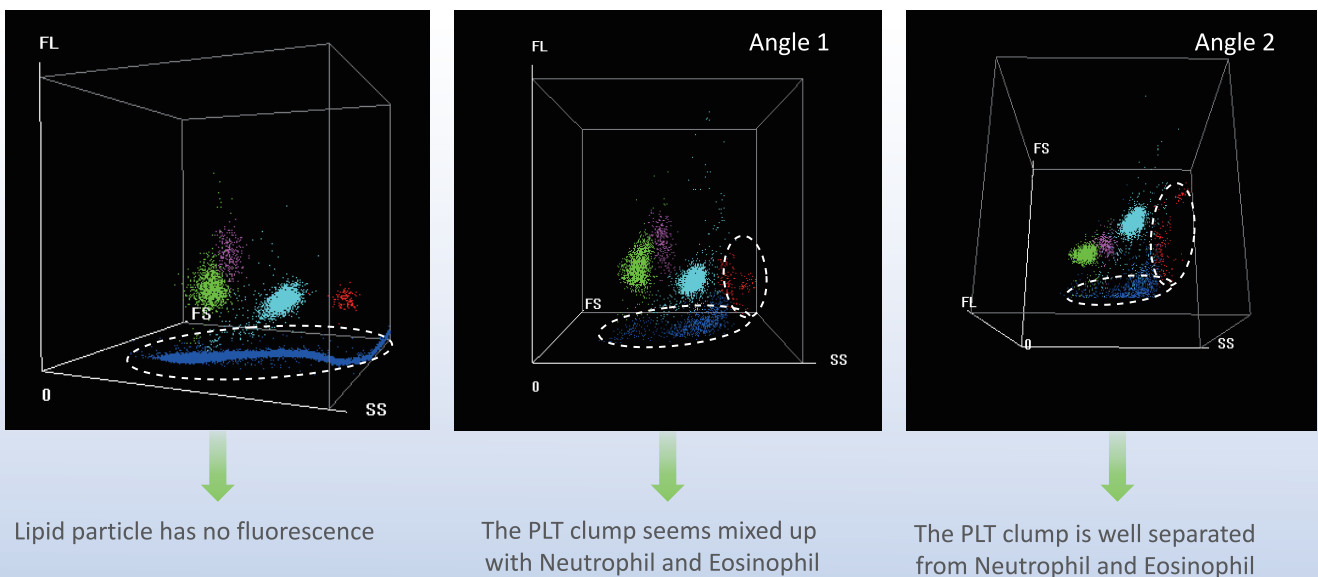 FL
FS
0
SS
Lipid particle has no fluorescence
Angle 1
FL
FS
SS
0
The PLT clump seems mixed up
with Neutrophil and Eosinophil
Angle 2
FS
FL
0
SS
The PLT clump is well separated
from Neutrophil and Eosinophil